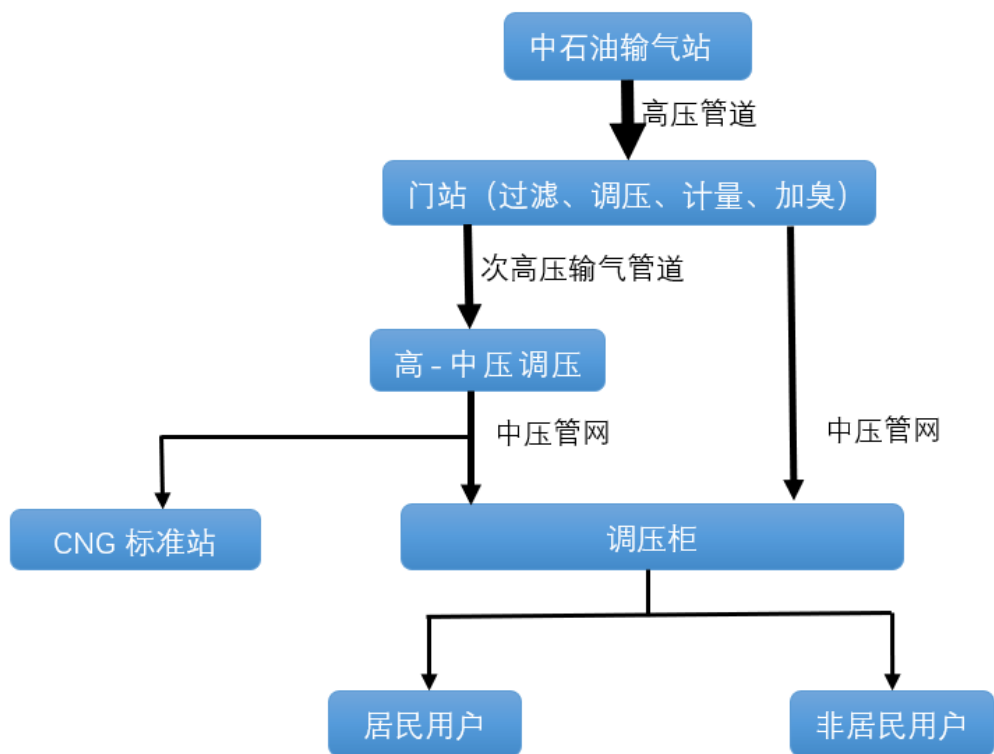 中石油输气站
高压管道
门站（过滤、调压、计量、加臭）
次高压输气管道
高-中压调压
中压管网
中压管网
CNG 标准站
调压柜
居民用户
非居民用户